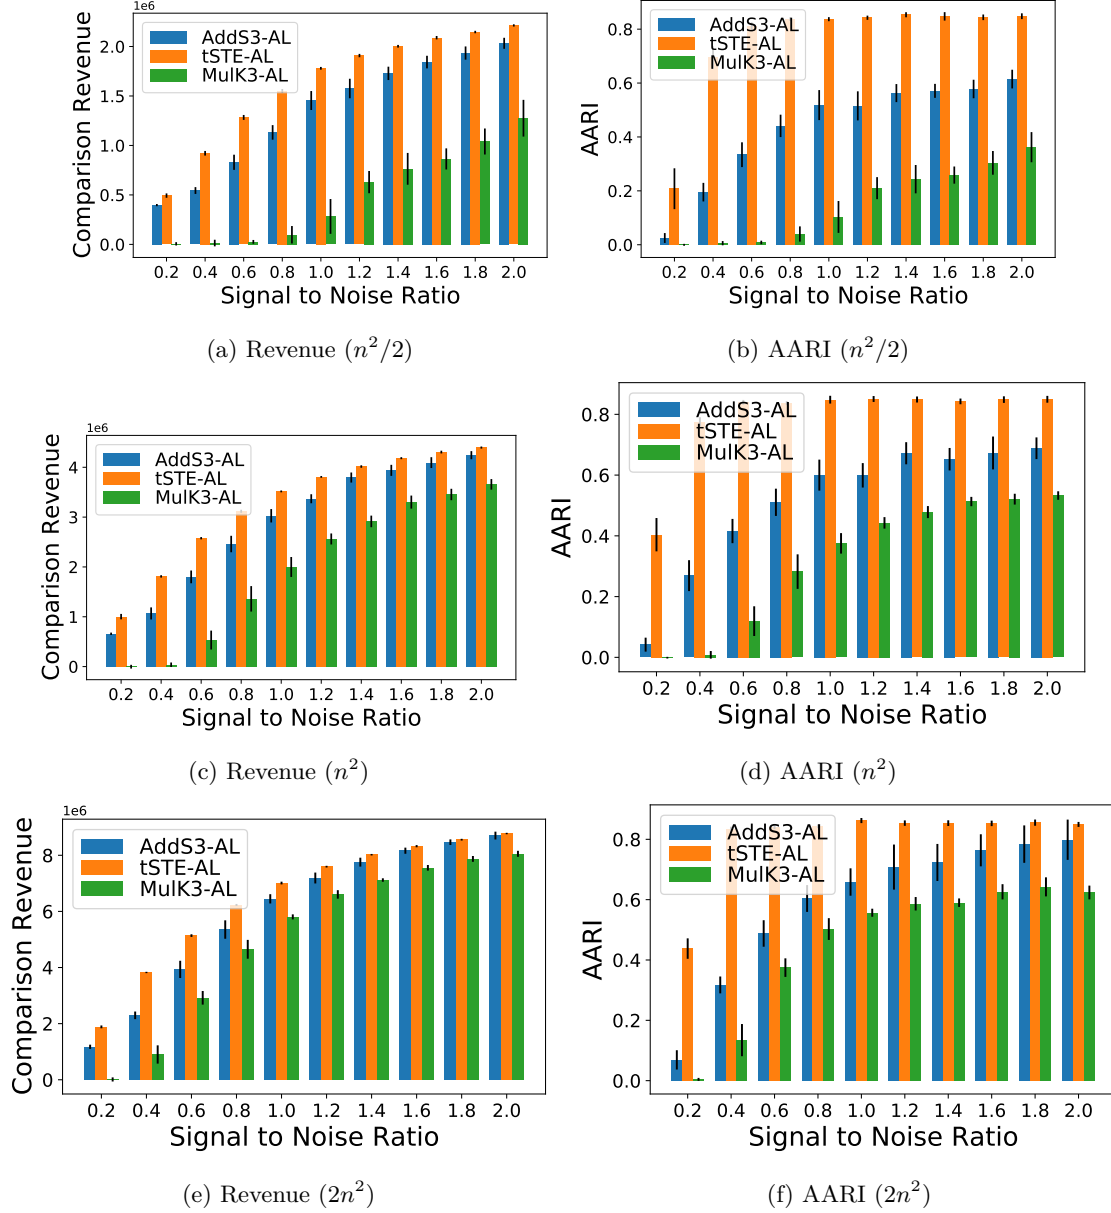 1e6
AddS3-AL
tSTE-AL
MulK3-AL
Comparison Revenue
0.0 0.5 1.0 1.5 2.0
0.2 0.4 0.6 0.8 1.0 1.2 1.4 1.6 1.8 2.0
Signal to Noise Ratio
(a) Revenue (n²/2)
AddS3-AL
tSTE-AL
MulK3-AL
AARI
0.0 0.2 0.4 0.6 0.8
0.2 0.4 0.6 0.8 1.0 1.2 1.4 1.6 1.8 2.0
Signal to Noise Ratio
(b) AARI (n²/2)
1e6
AddS3-AL
tSTE-AL
MulK3-AL
Comparison Revenue
0 1 2 3 4
0.2 0.4 0.6 0.8 1.0 1.2 1.4 1.6 1.8 2.0
Signal to Noise Ratio
(c) Revenue (n²)
AddS3-AL
tSTE-AL
MulK3-AL
AARI
0.0 0.2 0.4 0.6 0.8
0.2 0.4 0.6 0.8 1.0 1.2 1.4 1.6 1.8 2.0
Signal to Noise Ratio
(d) AARI (n²)
1e6
AddS3-AL
tSTE-AL
MulK3-AL
Comparison Revenue
0 2 4 6 8
0.2 0.4 0.6 0.8 1.0 1.2 1.4 1.6 1.8 2.0
Signal to Noise Ratio
(e) Revenue (2n²)
AddS3-AL
tSTE-AL
MulK3-AL
AARI
0.0 0.2 0.4 0.6 0.8
0.2 0.4 0.6 0.8 1.0 1.2 1.4 1.6 1.8 2.0
Signal to Noise Ratio
(f) AARI (2n²)